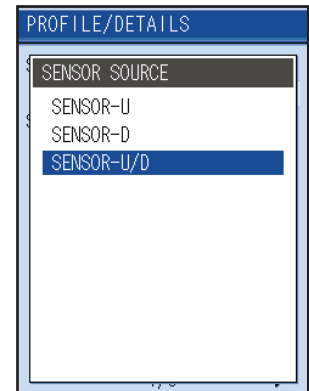 PROFILE/DETAILS
SENSOR SOURCE
SENSOR-U
SENSOR-D
SENSOR-U/D